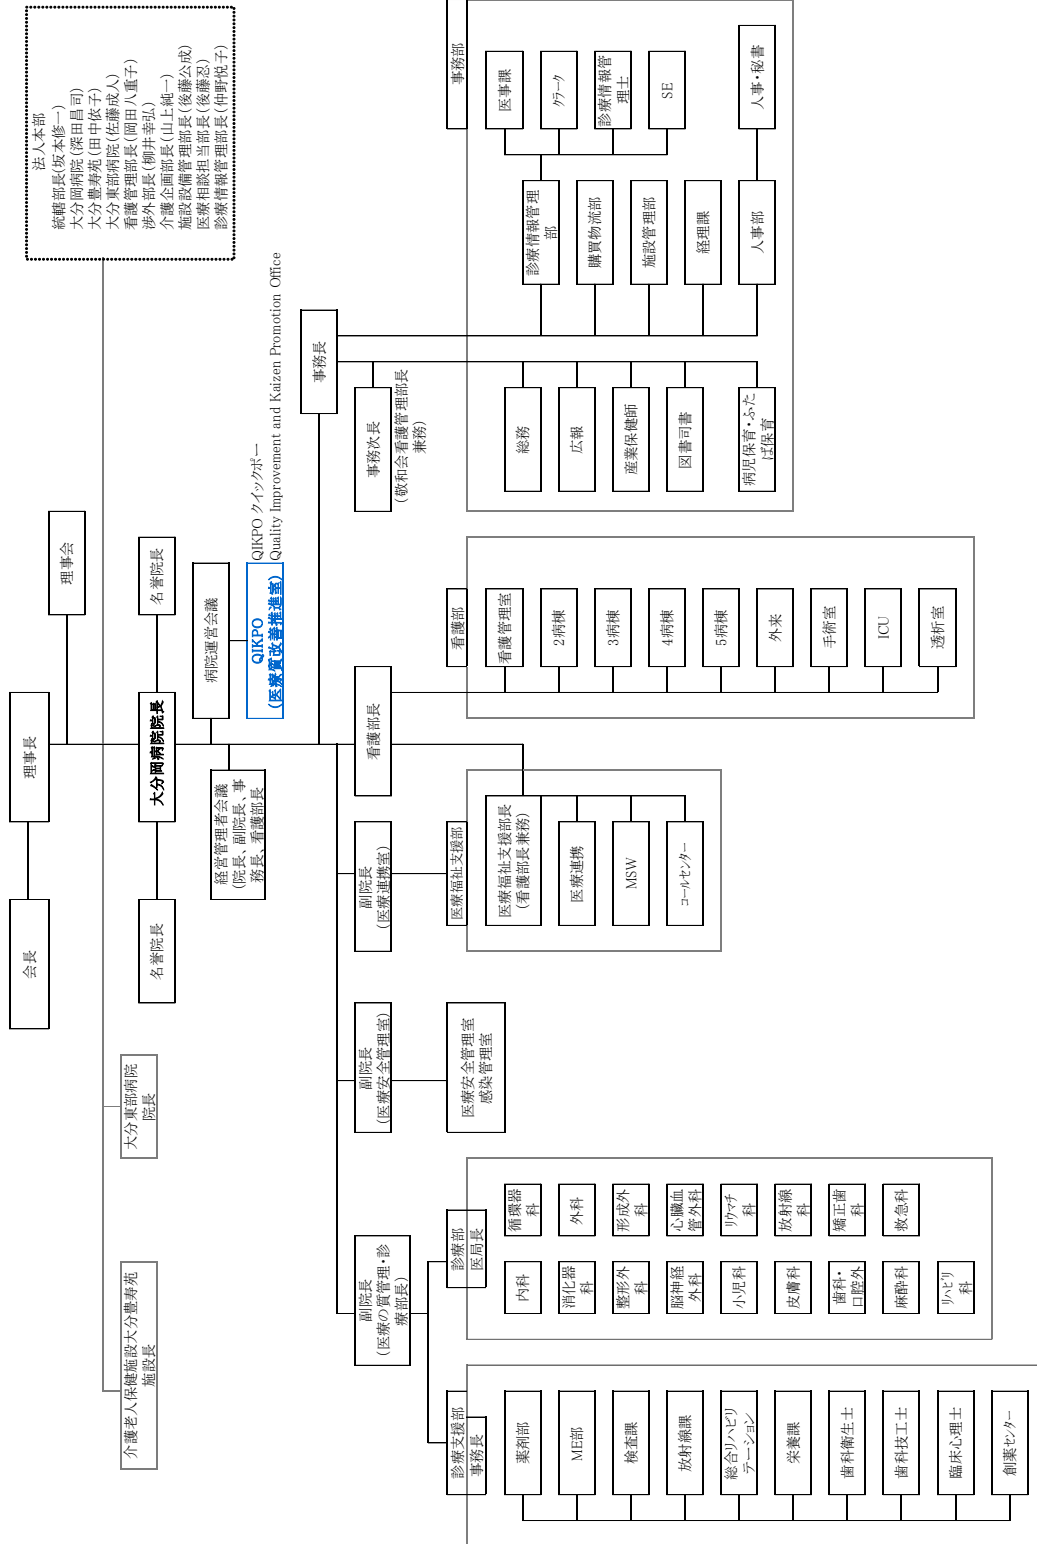 会長
理事長
理事会
法人本部
統轄部長(坂本修一)
大分岡病院(深田昌司)
大分豊寿苑(田中依子)
大分東部病院(佐藤成人)
看護管理部長(岡田八重子)
渉外部長(柳井幸弘)
介護企画部長(山上純一)
施設設備管理部長(後藤公成)
医療相談担当部長(後藤忍)
診療情報管理部長(仲野悦子)
介護老人保健施設大分豊寿苑
施設長
大分東部病院
院長
名誉院長
大分岡病院院長
名誉院長
経営管理者会議
(院長、副院長、事
務長、看護部長
病院運営会議
QIKPO
(医療質改善推進室)
QIKPO クイックポー
Quality Improvement and Kaizen Promotion Office
副院長
(医療の質管理・診
療部長)
副院長
(医療安全管理室)
副院長
(医療連携室)
看護部長
事務長
事務次長
(敬和会看護管理部長
兼務)
診療支援部
事務長
薬剤部
ME部
検査課
放射線課
総合リハビリ
テーション
栄養課
歯科衛生士
歯科技工士
臨床心理士
創薬センター
診療部
医局長
内科
循環器
科
消化器
科
外科
整形外
科
形成外
科
脳神経
外科
心臓血
管外科
小児科
リウマチ
科
皮膚科
放射線
科
歯科・
口腔外
矯正歯
科
麻酔科
救急科
リハビリ
科
医療安全管理室
感染管理室
医療福祉支援部
医療福祉支援部長
(看護部長兼務)
医療連携
MSW
コールセンター
看護部
看護管理室
2病棟
3病棟
4病棟
5病棟
外来
手術室
ICU
透析室
事務部
総務
広報
産業保健師
図書司書
病児保育・ふた
ば保育
診療情報管理
部
購買物流部
施設管理部
経理課
人事部
医事課
クラーク
診療情報管
理士
SE
人事・秘書